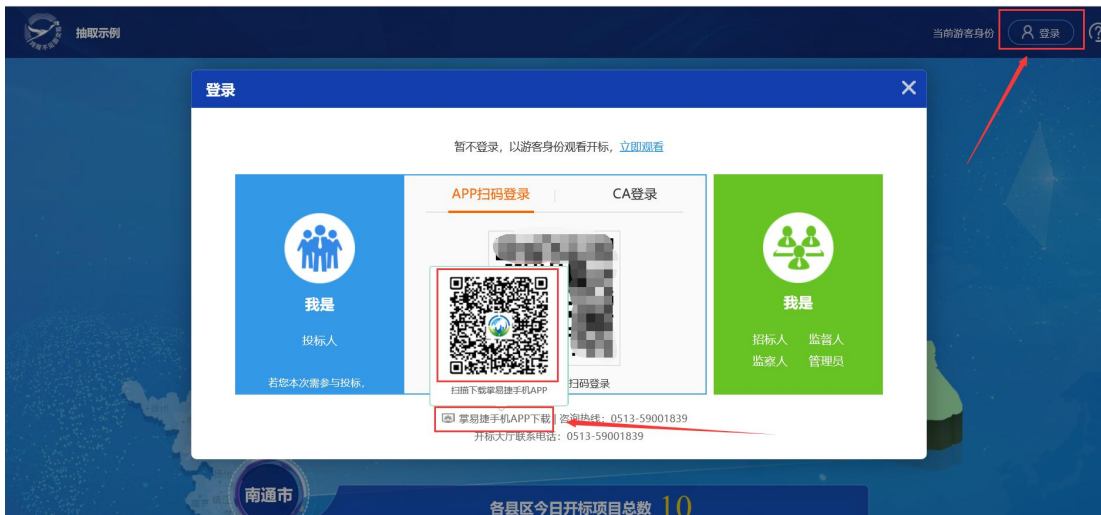 抽取示例
当前游客身份
登录
登录
暂不登录，以游客身份观看开标，立即观看
APP扫码登录
CA登录
我是
投标人
若您本次需参与投标，
扫描下载掌易捷手机APP
扫码登录
我是
招标人 监督人
监察人 管理员
掌易捷手机APP下载 | 咨询热线：0513-59001839
开标大厅联系电话：0513-59001839
南通市
各县区今日开标项目总数 10